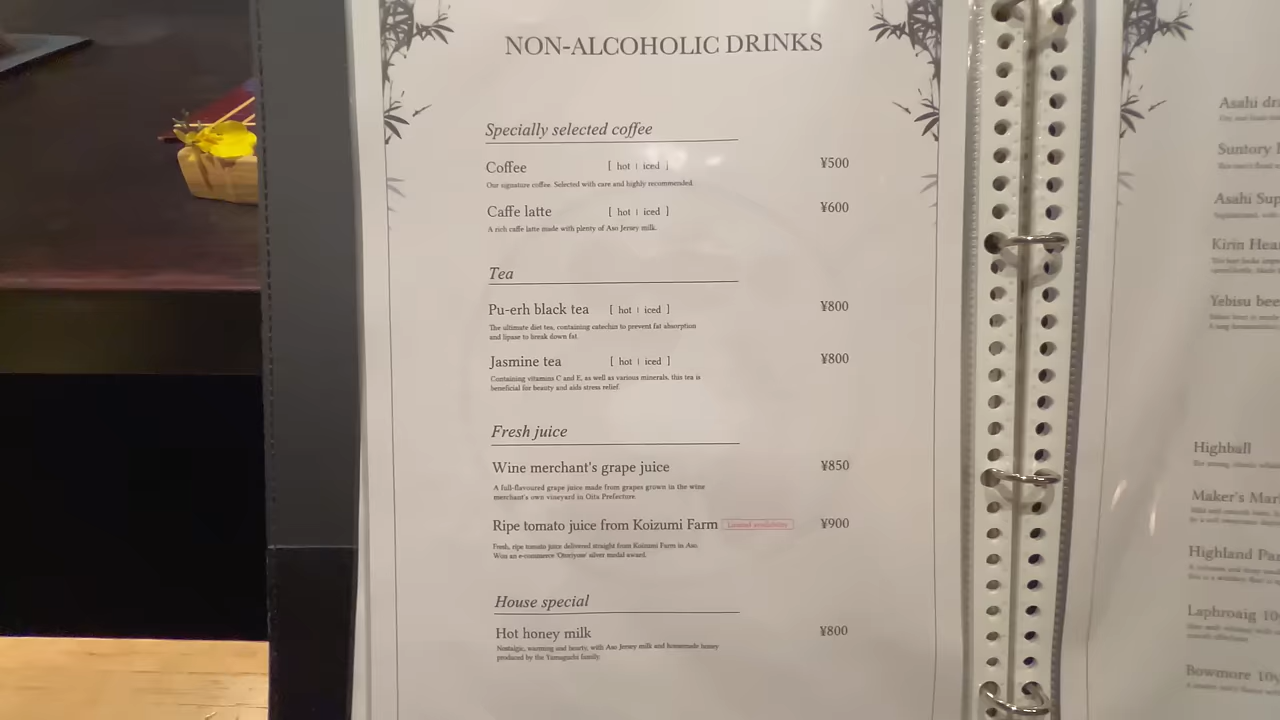 NON-ALCOHOLIC DRINKS
Specially selected coffee
Coffee [ hot | iced ] ¥500
Our signature coffee. Selected with care and highly recommended.
Caffe latte [ hot | iced ] ¥600
A rich caffe latte made with plenty of Aso Jersey milk.
Tea
Pu-erh black tea [ hot | iced ] ¥800
The ultimate diet tea, containing catechin to prevent fat absorption
and lipase to break down fat.
Jasmine tea [ hot | iced ] ¥800
Containing vitamins C and E, as well as various minerals, this tea is
beneficial for beauty and aids stress relief.
Fresh juice
Wine merchant's grape juice ¥850
A full-flavoured grape juice made from grapes grown in the wine
merchant's own vineyard in Oita Prefecture.
Ripe tomato juice from Koizumi Farm Limited availability ¥900
Fresh, ripe tomato juice delivered straight from Koizumi Farm in Aso.
Won an e-commerce 'Otoriyose' silver medal award.
House special
Hot honey milk ¥800
Nostalgic, warming and hearty, with Aso Jersey milk and homemade honey
produced by the Yamaguchi family.
Asahi
Suntory
Asahi
Kirin
Yebisu
Highball
Maker's
Highland
Laphroaig
Bowmore